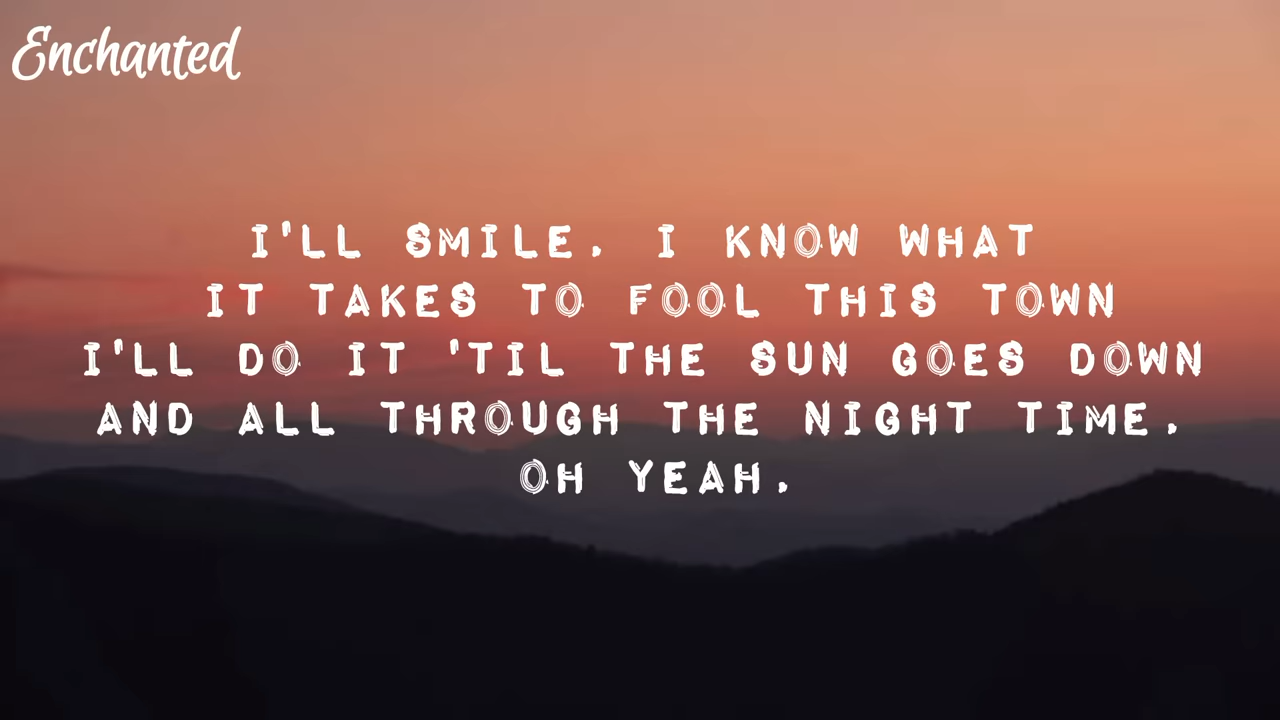 Enchanted
I'LL SMILE, I KNOW WHAT
IT TAKES TO FOOL THIS TOWN
I'LL DO IT 'TIL THE SUN GOES DOWN
AND ALL THROUGH THE NIGHT TIME,
OH YEAH,